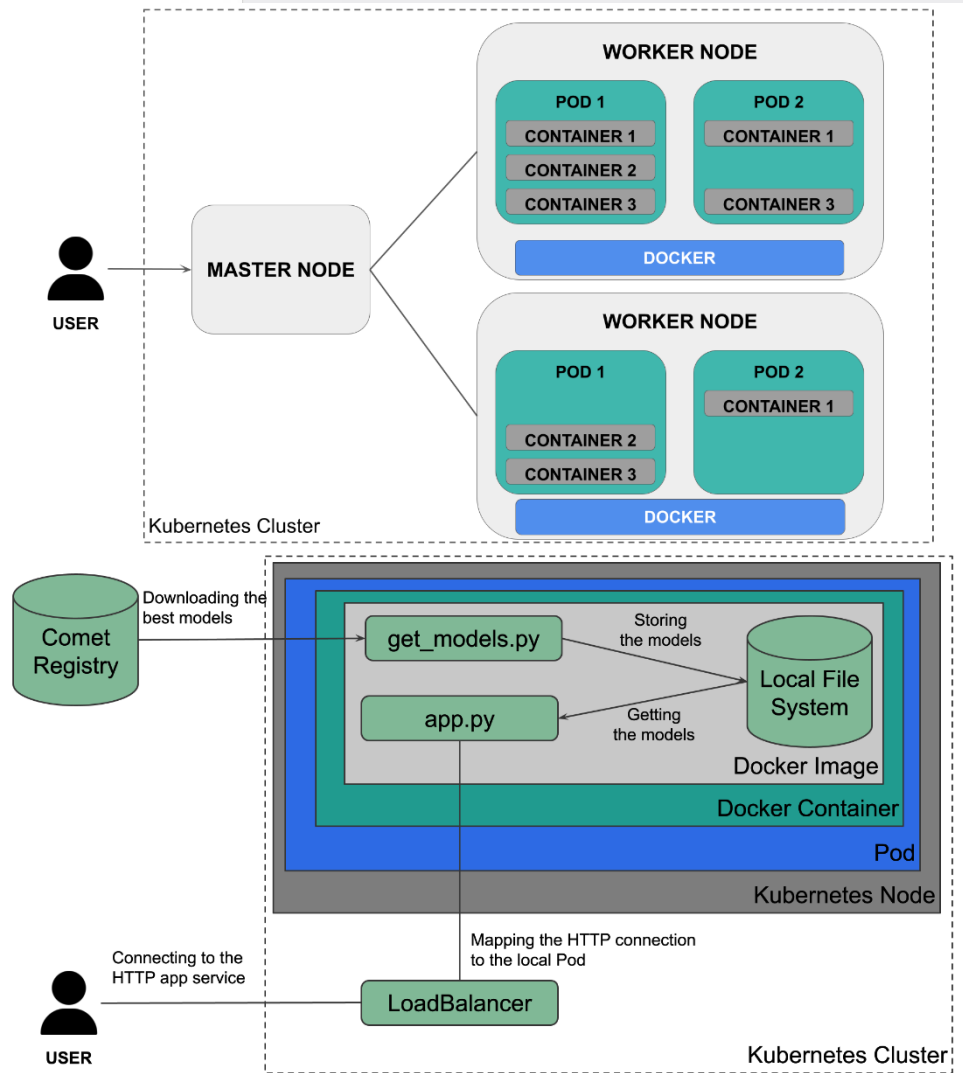 WORKER NODE
POD 1
CONTAINER 1
CONTAINER 2
CONTAINER 3
POD 2
CONTAINER 1
CONTAINER 3
DOCKER
USER
MASTER NODE
WORKER NODE
POD 1
CONTAINER 2
CONTAINER 3
POD 2
CONTAINER 1
DOCKER
Kubernetes Cluster
Comet
Registry
Downloading the
best models
get_models.py
Storing
the models
Local File
System
app.py
Getting
the models
Docker Image
Docker Container
Pod
Kubernetes Node
Mapping the HTTP connection
to the local Pod
Connecting to the
HTTP app service
LoadBalancer
USER
Kubernetes Cluster